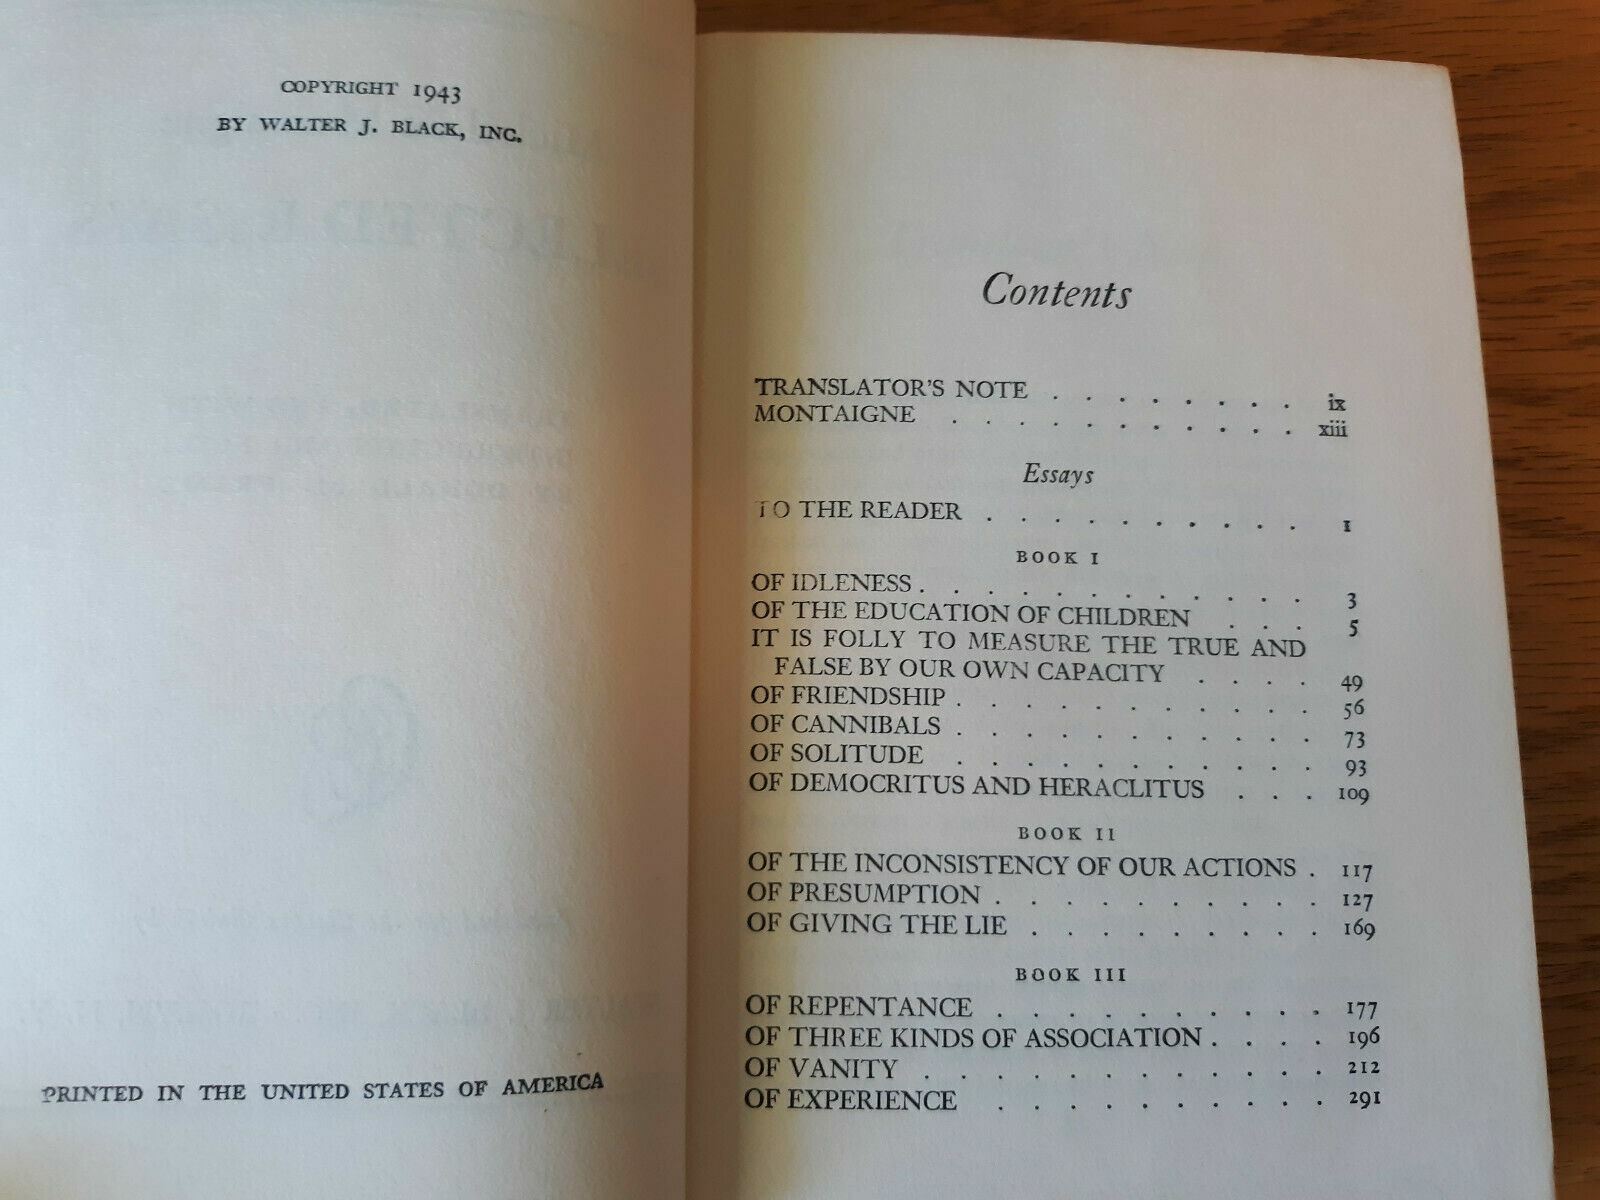 COPYRIGHT 1943
BY WALTER J. BLACK, INC.
PRINTED IN THE UNITED STATES OF AMERICA
Contents
TRANSLATOR'S NOTE . . . . . . . . ix
MONTAIGNE . . . . . . . . . . . xiii
Essays
TO THE READER . . . . . . . . . . 1
BOOK I
OF IDLENESS . . . . . . . . . . . . 3
OF THE EDUCATION OF CHILDREN . . . 5
IT IS FOLLY TO MEASURE THE TRUE AND
FALSE BY OUR OWN CAPACITY . . . . 49
OF FRIENDSHIP . . . . . . . . . . . 56
OF CANNIBALS . . . . . . . . . . . 73
OF SOLITUDE . . . . . . . . . . . 93
OF DEMOCRITUS AND HERACLITUS . . . 109
BOOK II
OF THE INCONSISTENCY OF OUR ACTIONS . 117
OF PRESUMPTION . . . . . . . . . . 127
OF GIVING THE LIE . . . . . . . . . 169
BOOK III
OF REPENTANCE . . . . . . . . . . 177
OF THREE KINDS OF ASSOCIATION . . . . 196
OF VANITY . . . . . . . . . . . . 212
OF EXPERIENCE . . . . . . . . . . 291